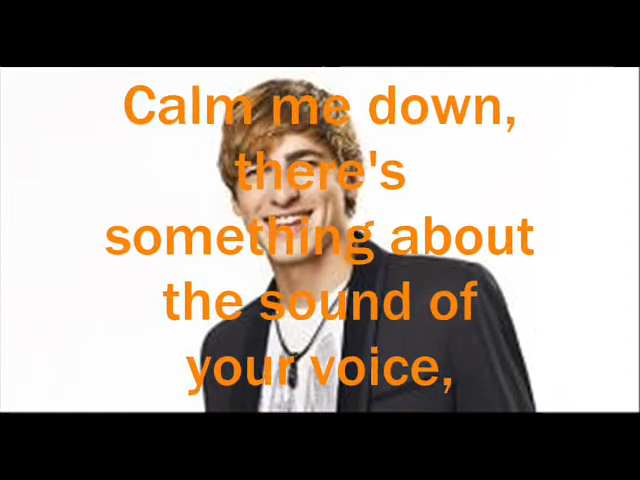 Calm me down,
there's
something about
the sound of
your voice,